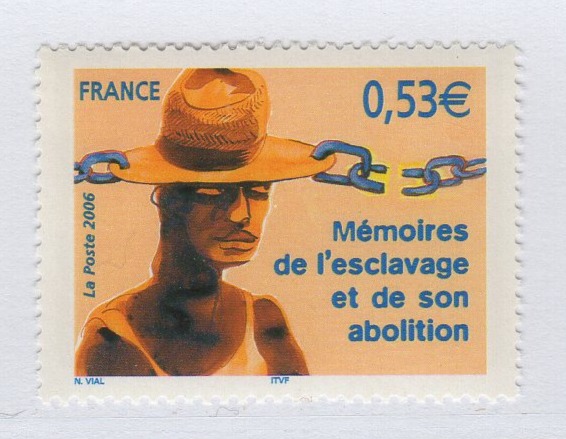 FRANCE
0,53€
La Poste 2006
Mémoires
de l'esclavage
et de son
abolition
N. VIAL
ITVF